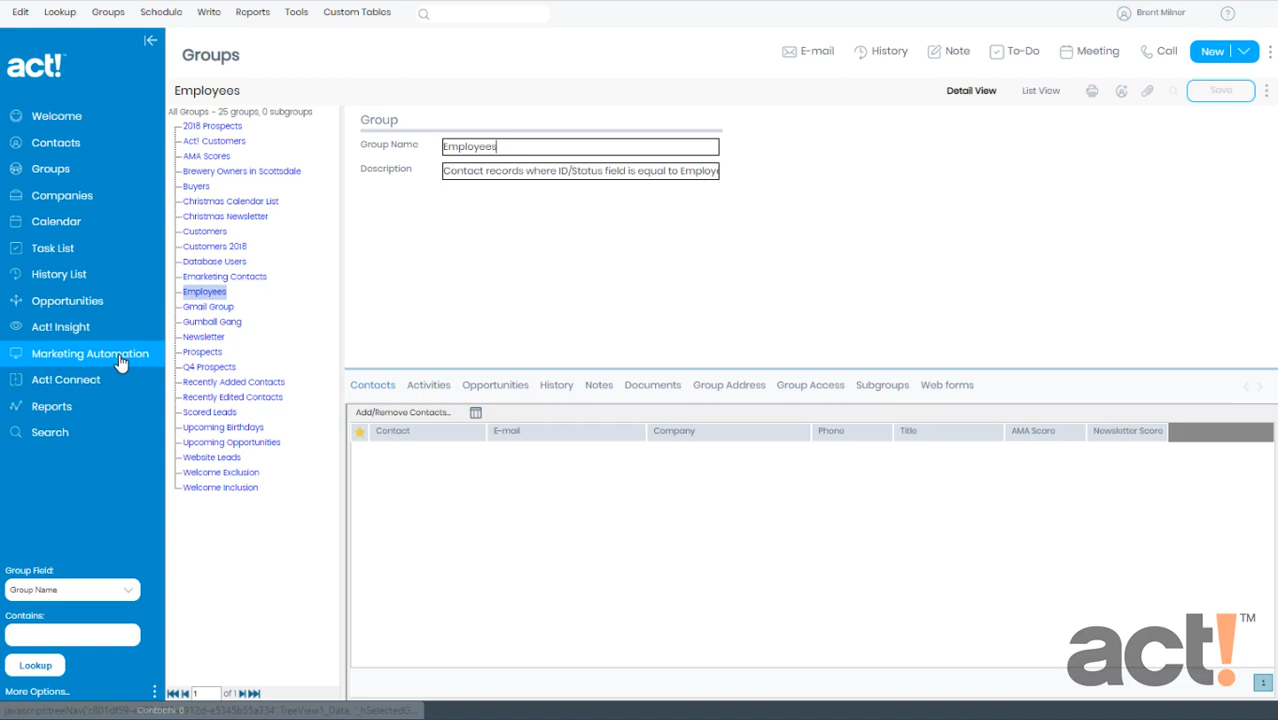 Edit Lookup Groups Schedule Write Reports Tools Custom Tables Brent Milnor
act!
Groups
E-mail History Note To-Do Meeting Call New
Employees
Detail View List View Save
Welcome
Contacts
Groups
Companies
Calendar
Task List
History List
Opportunities
Act! Insight
Marketing Automation
Act! Connect
Reports
Search
Group Field:
Group Name
Contains:
Lookup
More Options...
All Groups - 25 groups, 0 subgroups
2018 Prospects
Act! Customers
AMA Scores
Brewery Owners in Scottsdale
Buyers
Christmas Calendar List
Christmas Newsletter
Customers
Customers 2018
Database Users
Emarketing Contacts
Employees
Gmail Group
Gumball Gang
Newsletter
Prospects
Q4 Prospects
Recently Added Contacts
Recently Edited Contacts
Scored Leads
Upcoming Birthdays
Upcoming Opportunities
Website Leads
Welcome Exclusion
Welcome Inclusion
1 of 1
Group
Group Name Employees
Description Contact records where ID/Status field is equal to Employe
Contacts Activities Opportunities History Notes Documents Group Address Group Access Subgroups Web forms
Add/Remove Contacts...
Contact E-mail Company Phone Title AMA Score Newsletter Score
act!™
1
Contacts: 0